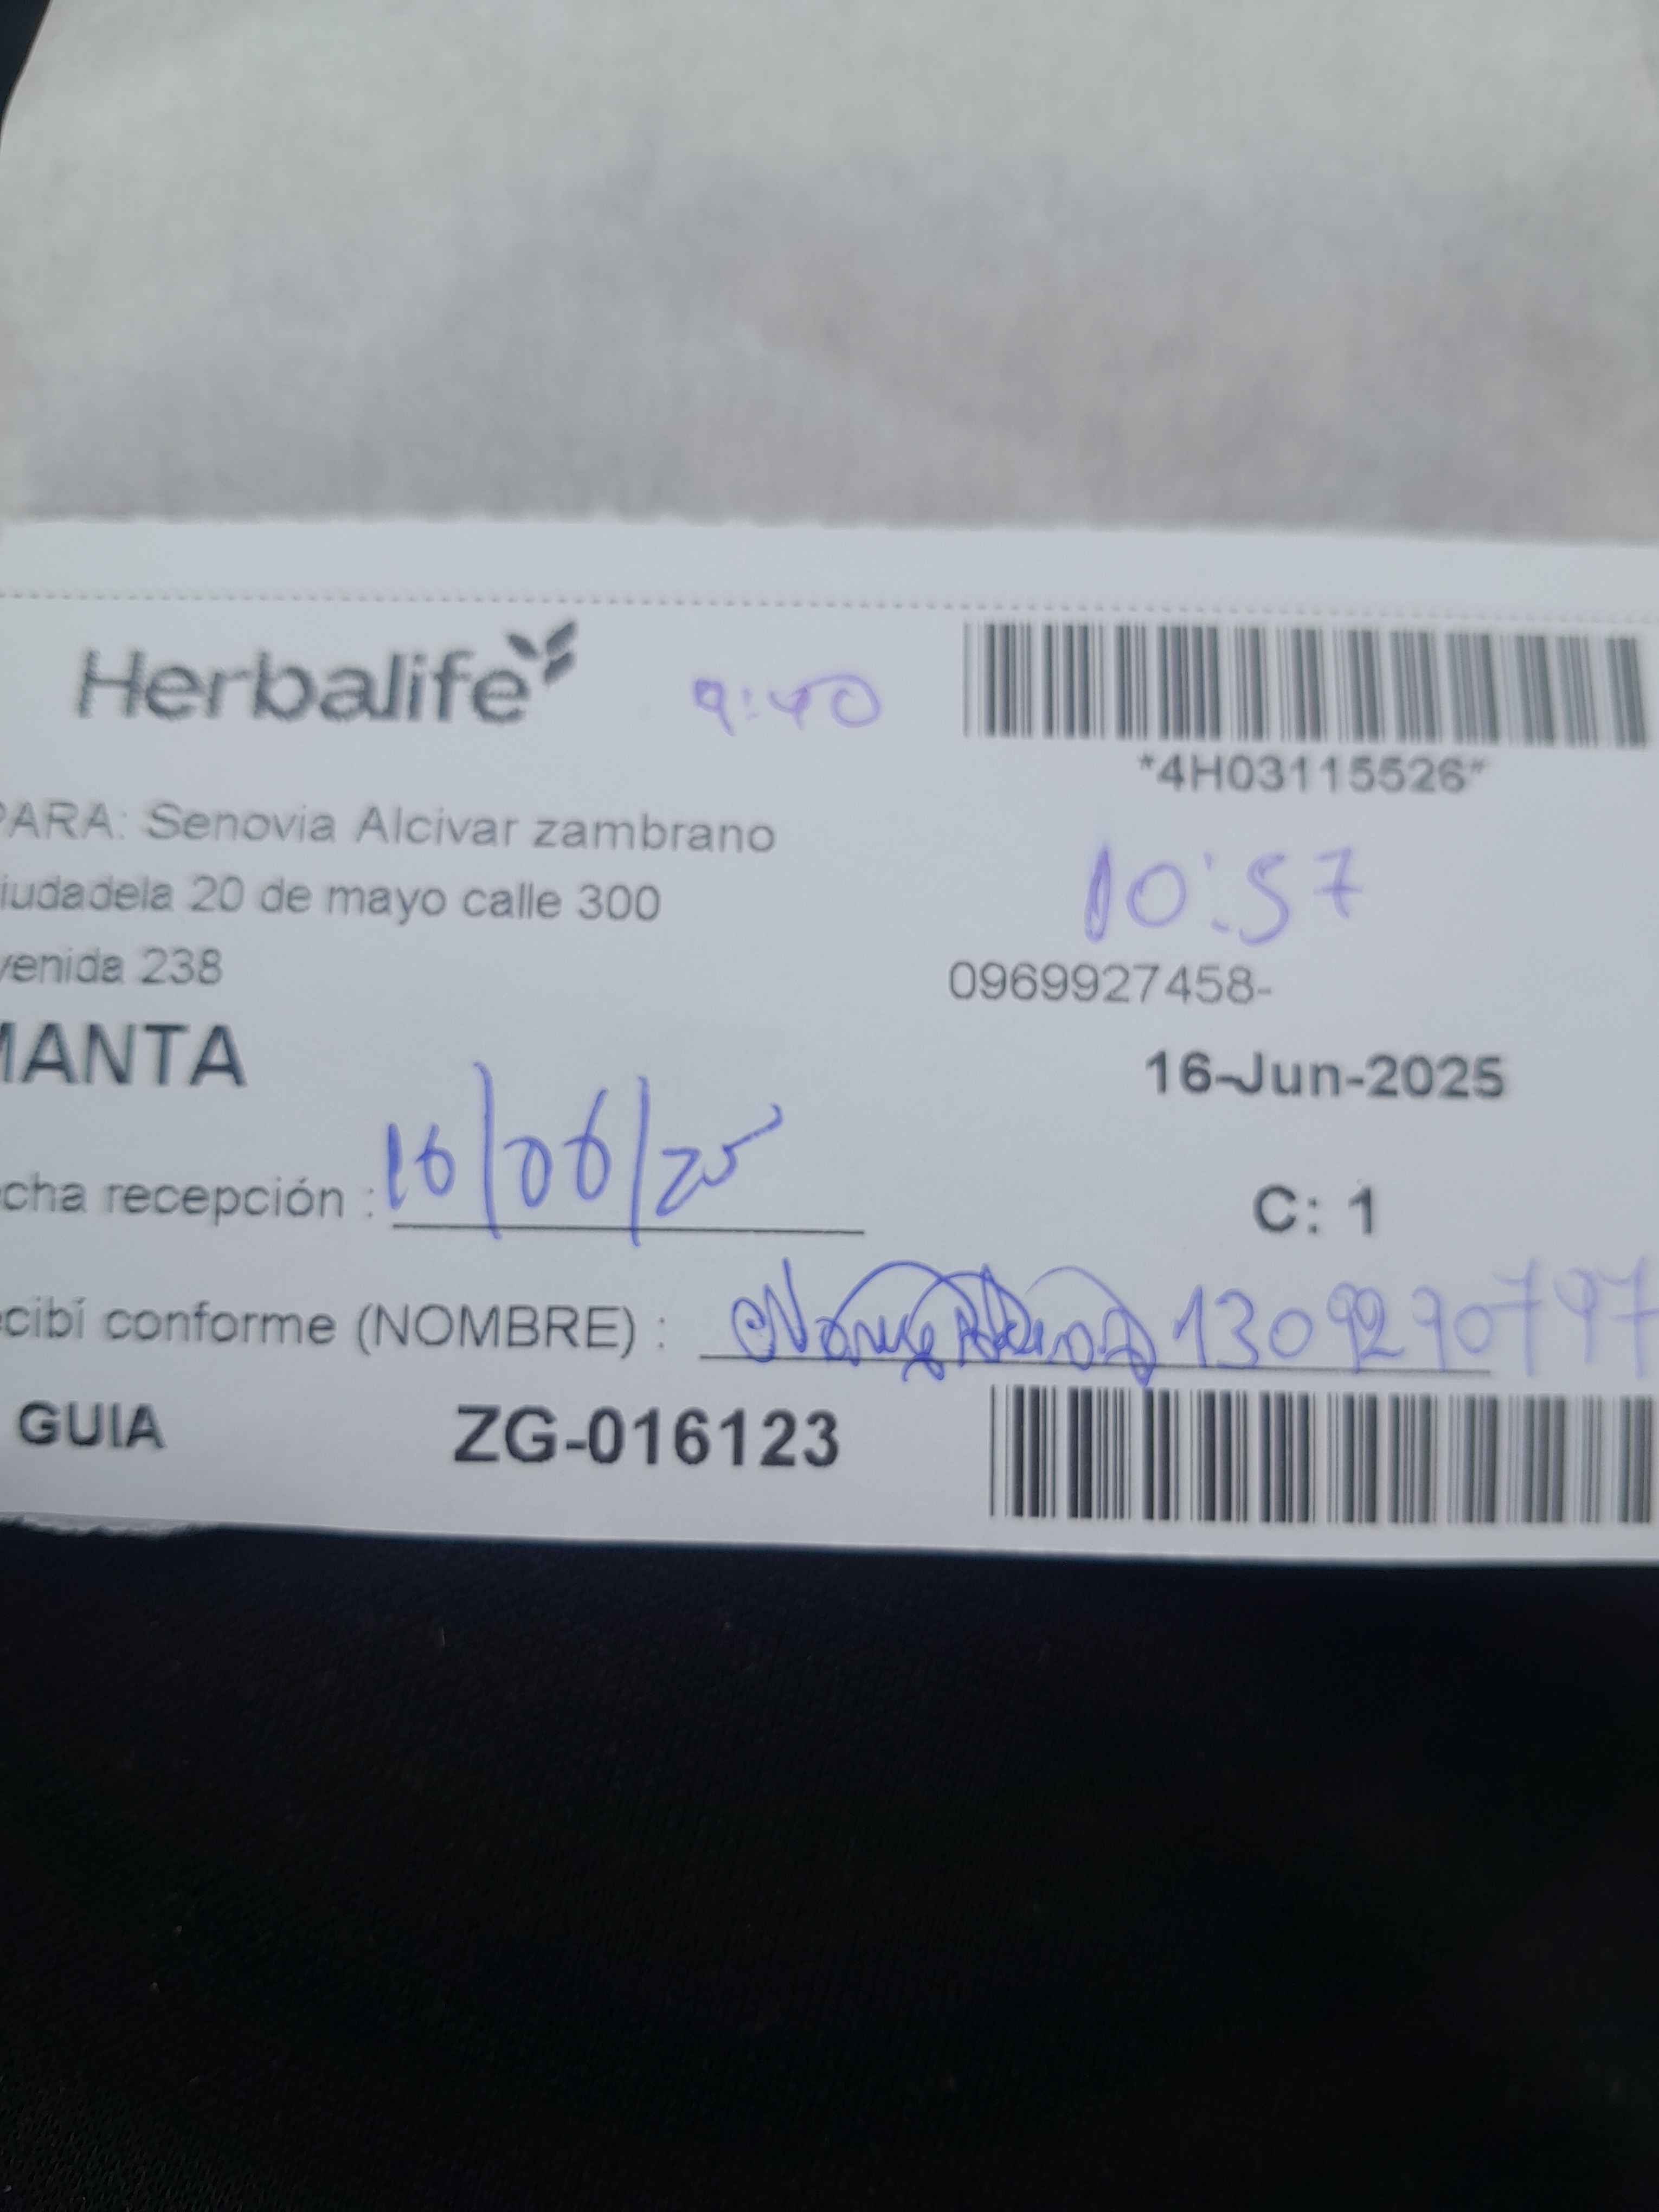 Herbalife
9:40
*4H03115526*
PARA: Senovia Alcivar zambrano
10:57
iudadela 20 de mayo calle 300
venida 238
0969927458-
MANTA
16-Jun-2025
cha recepción : 16/06/25
C: 1
cibí conforme (NOMBRE) : 1309290797
GUIA ZG-016123